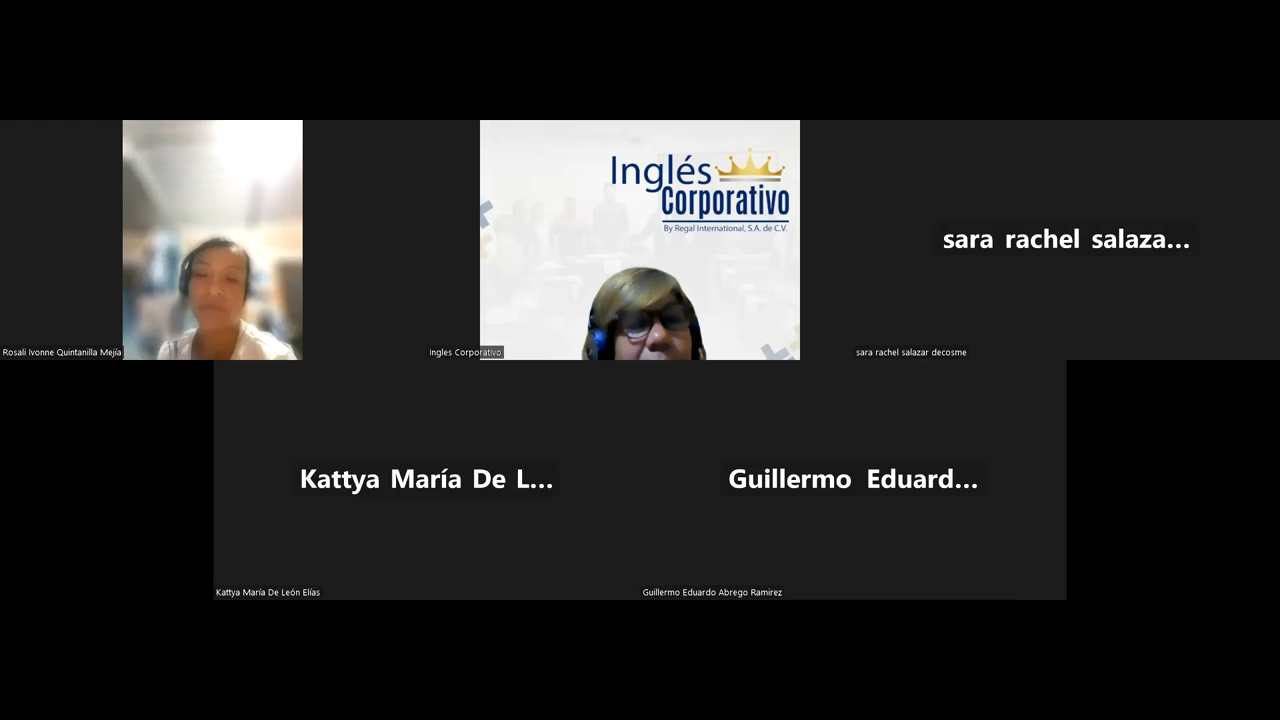 Inglés
Corporativo
By Regal International, S.A. de C.V.
sara rachel salaza...
Rosali Ivonne Quintanilla Mejía
Ingles Corporativo
sara rachel salazar decosme
Kattya María De L...
Guillermo Eduard...
Kattya María De León Elías
Guillermo Eduardo Abrego Ramirez